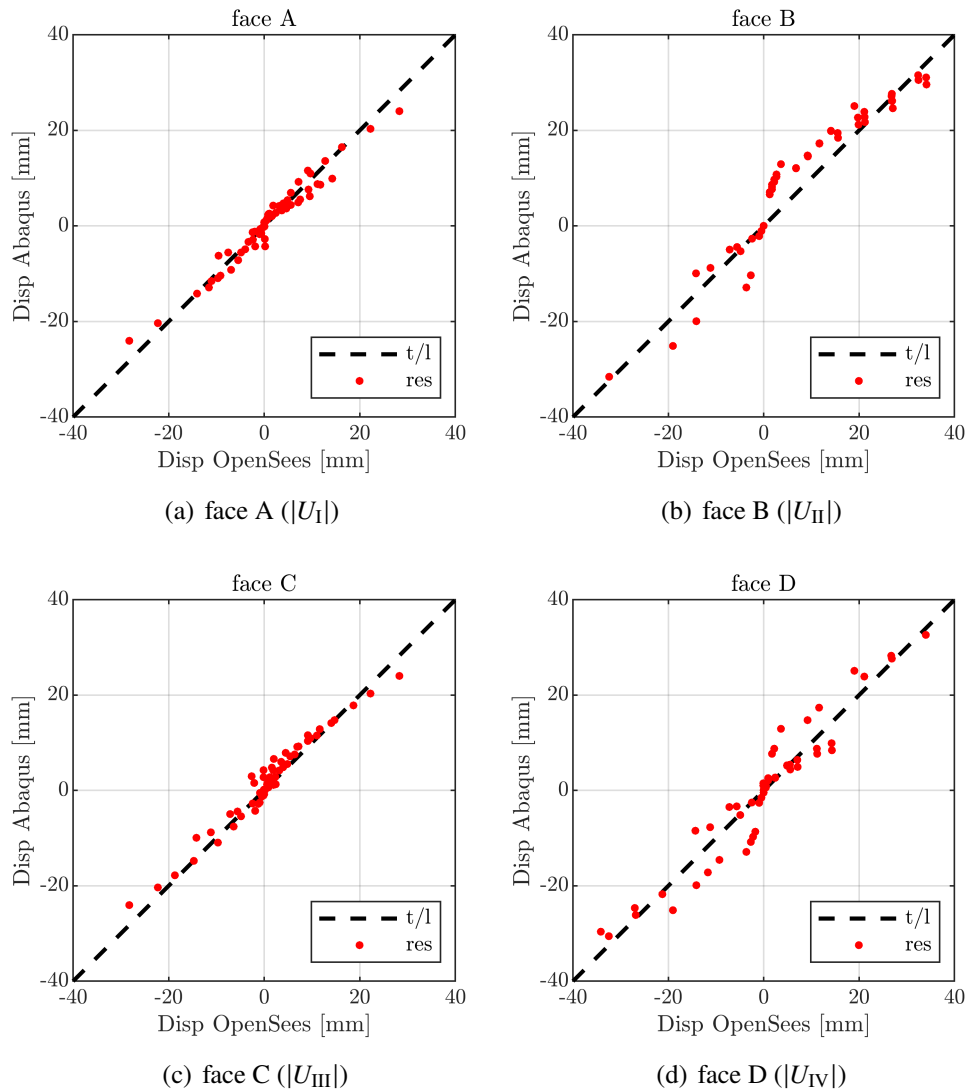 face A
40
20
0
-20
-40
-40
-20
0
20
40
Disp Abaqus [mm]
Disp OpenSees [mm]
t/l
res
(a) face A (|U_I|)
face B
40
20
0
-20
-40
-40
-20
0
20
40
Disp Abaqus [mm]
Disp OpenSees [mm]
t/l
res
(b) face B (|U_II|)
face C
40
20
0
-20
-40
-40
-20
0
20
40
Disp Abaqus [mm]
Disp OpenSees [mm]
t/l
res
(c) face C (|U_III|)
face D
40
20
0
-20
-40
-40
-20
0
20
40
Disp Abaqus [mm]
Disp OpenSees [mm]
t/l
res
(d) face D (|U_IV|)